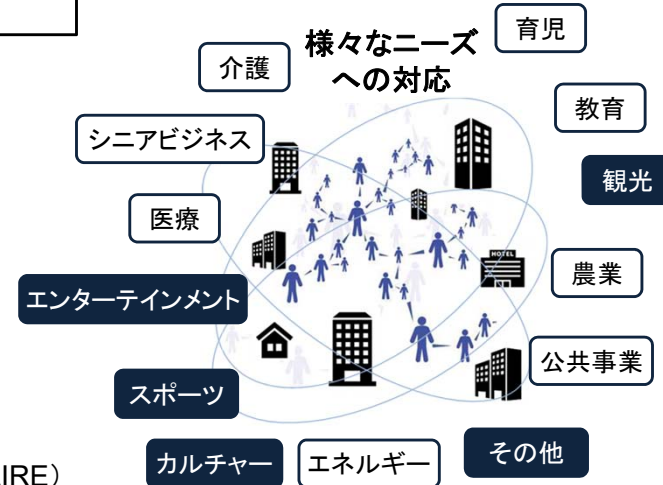 様々なニーズ
への対応
育児
介護
教育
シニアビジネス
観光
医療
HOTEL
農業
エンターテインメント
公共事業
スポーツ
その他
カルチャー
エネルギー
IRE）